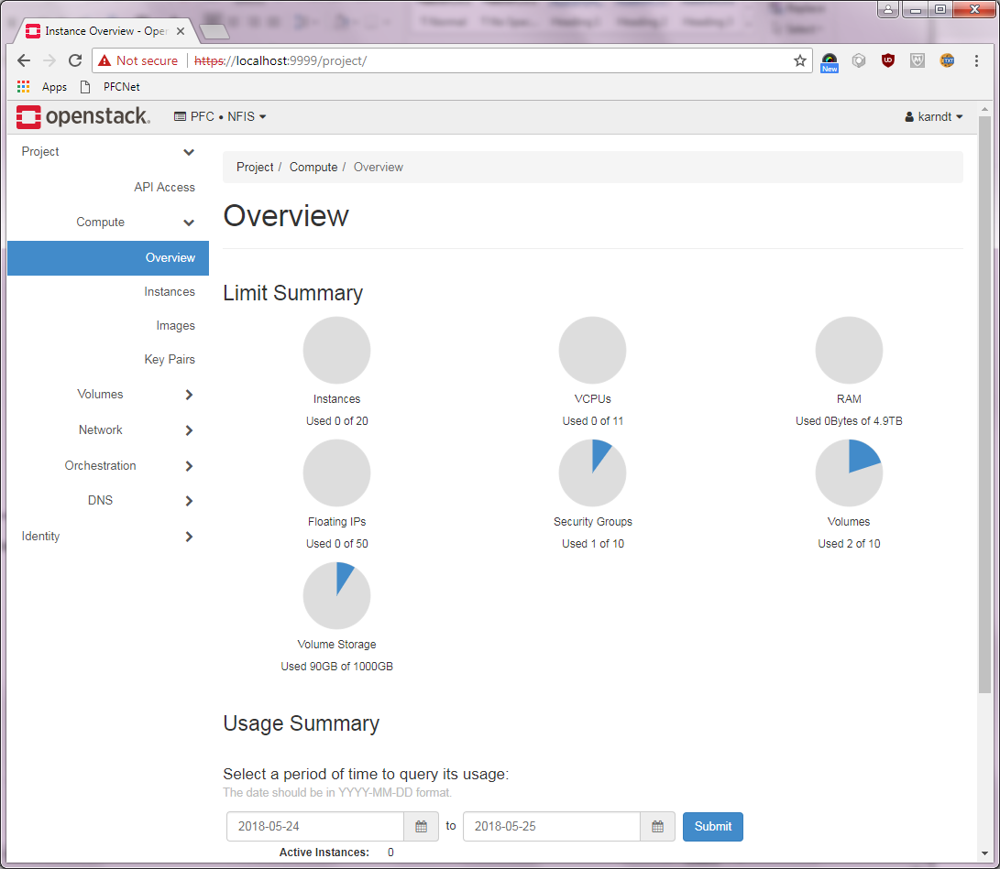 Instance Overview - Ope
Not secure https://localhost:9999/project/
New
Apps PFCNet
openstack. PFC • NFIS karndt
Project
Project / Compute / Overview
API Access
Compute
Overview
Overview
Instances
Images
Key Pairs
Volumes
Network
Orchestration
DNS
Identity
Limit Summary
Instances VCPUs RAM
Used 0 of 20 Used 0 of 11 Used 0Bytes of 4.9TB
Floating IPs Security Groups Volumes
Used 0 of 50 Used 1 of 10 Used 2 of 10
Volume Storage
Used 90GB of 1000GB
Usage Summary
Select a period of time to query its usage:
The date should be in YYYY-MM-DD format.
2018-05-24 to 2018-05-25 Submit
Active Instances: 0